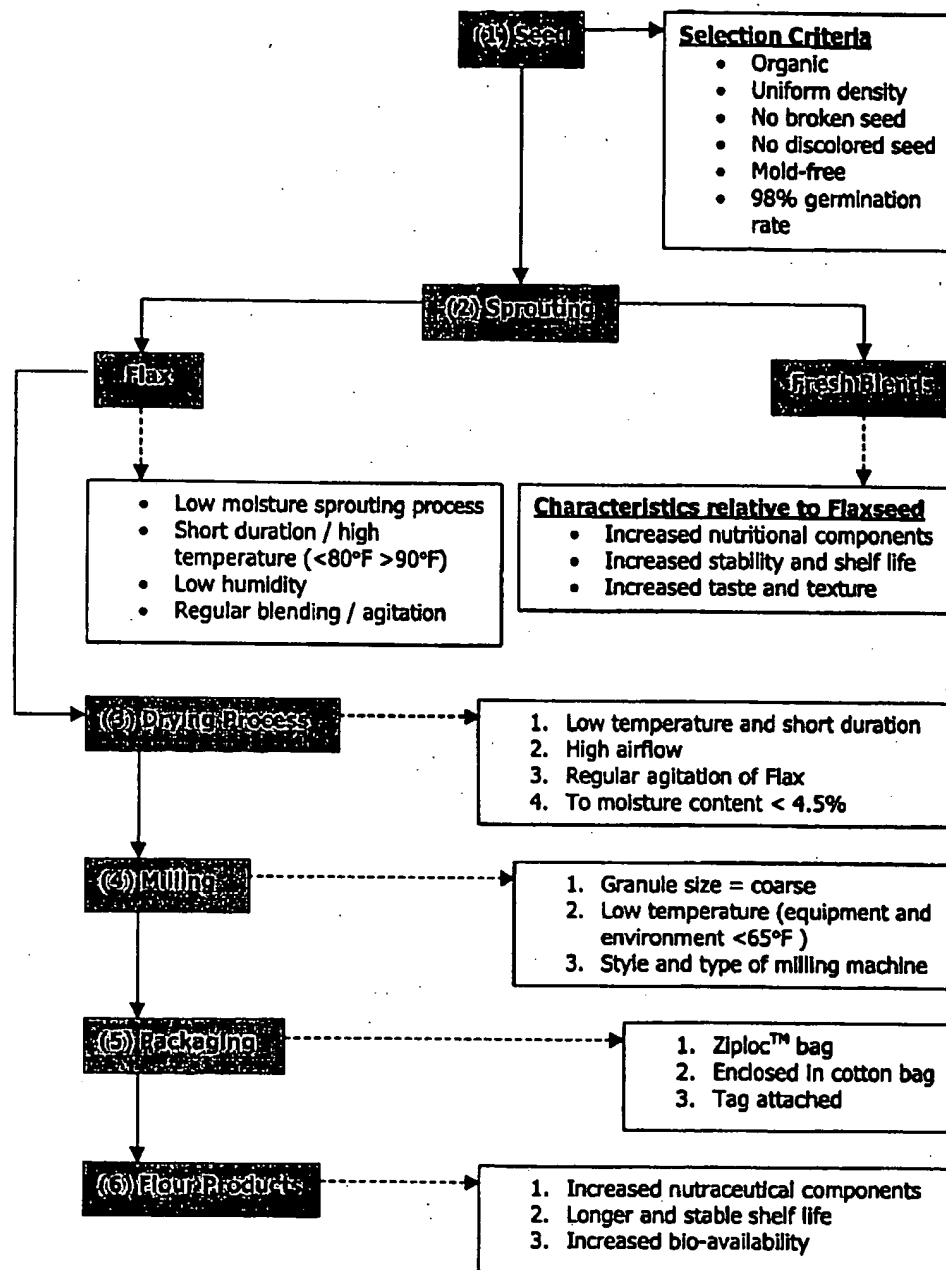 (1) Seed
Selection Criteria
• Organic
• Uniform density
• No broken seed
• No discolored seed
• Mold-free
• 98% germination
rate
(2) Sprouting
Flax
Fresh Blends
• Low moisture sprouting process
• Short duration / high
temperature (<80°F >90°F)
• Low humidity
• Regular blending / agitation
Characteristics relative to Flaxseed
• Increased nutritional components
• Increased stability and shelf life
• Increased taste and texture
(3) Drying Process
1. Low temperature and short duration
2. High airflow
3. Regular agitation of Flax
4. To moisture content < 4.5%
(4) Milling
1. Granule size = coarse
2. Low temperature (equipment and
environment <65°F )
3. Style and type of milling machine
(5) Packaging
1. Ziploc™ bag
2. Enclosed in cotton bag
3. Tag attached
(6) Flour Products
1. Increased nutraceutical components
2. Longer and stable shelf life
3. Increased bio-availability